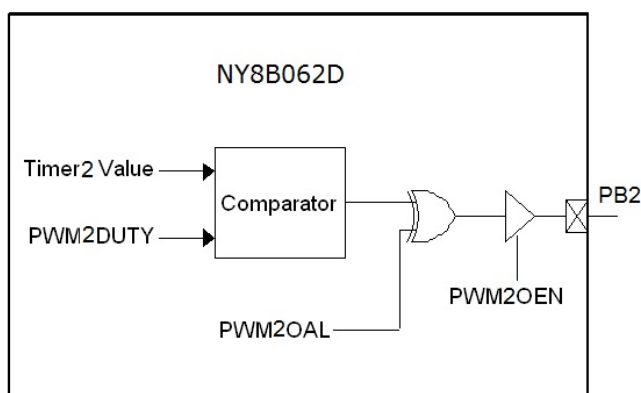 NY8B062D
Timer2 Value
Comparator
PB2
PWM2DUTY
PWM2OEN
PWM2OAL